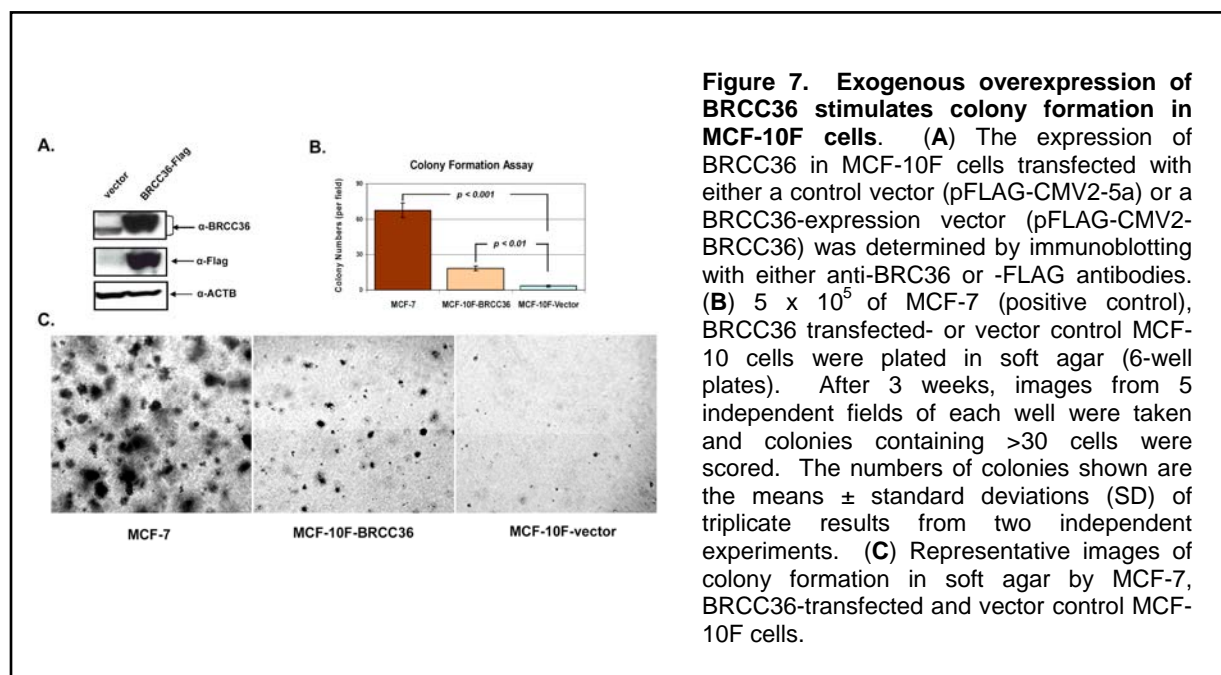 A.
vector
BRCC36-Flag
α-BRCC36
α-Flag
α-ACTB
B.
Colony Formation Assay
Colony Numbers (per field)
90
60
30
0
p < 0.001
p < 0.01
MCF-7
MCF-10F-BRCC36
MCF-10F-Vector
C.
MCF-7
MCF-10F-BRCC36
MCF-10F-vector
Figure 7. Exogenous overexpression of
BRCC36 stimulates colony formation in
MCF-10F cells. (A) The expression of
BRCC36 in MCF-10F cells transfected with
either a control vector (pFLAG-CMV2-5a) or a
BRCC36-expression vector (pFLAG-CMV2-
BRCC36) was determined by immunoblotting
with either anti-BRC36 or -FLAG antibodies.
(B) 5 x 10⁵ of MCF-7 (positive control),
BRCC36 transfected- or vector control MCF-
10 cells were plated in soft agar (6-well
plates). After 3 weeks, images from 5
independent fields of each well were taken
and colonies containing >30 cells were
scored. The numbers of colonies shown are
the means ± standard deviations (SD) of
triplicate results from two independent
experiments. (C) Representative images of
colony formation in soft agar by MCF-7,
BRCC36-transfected and vector control MCF-
10F cells.